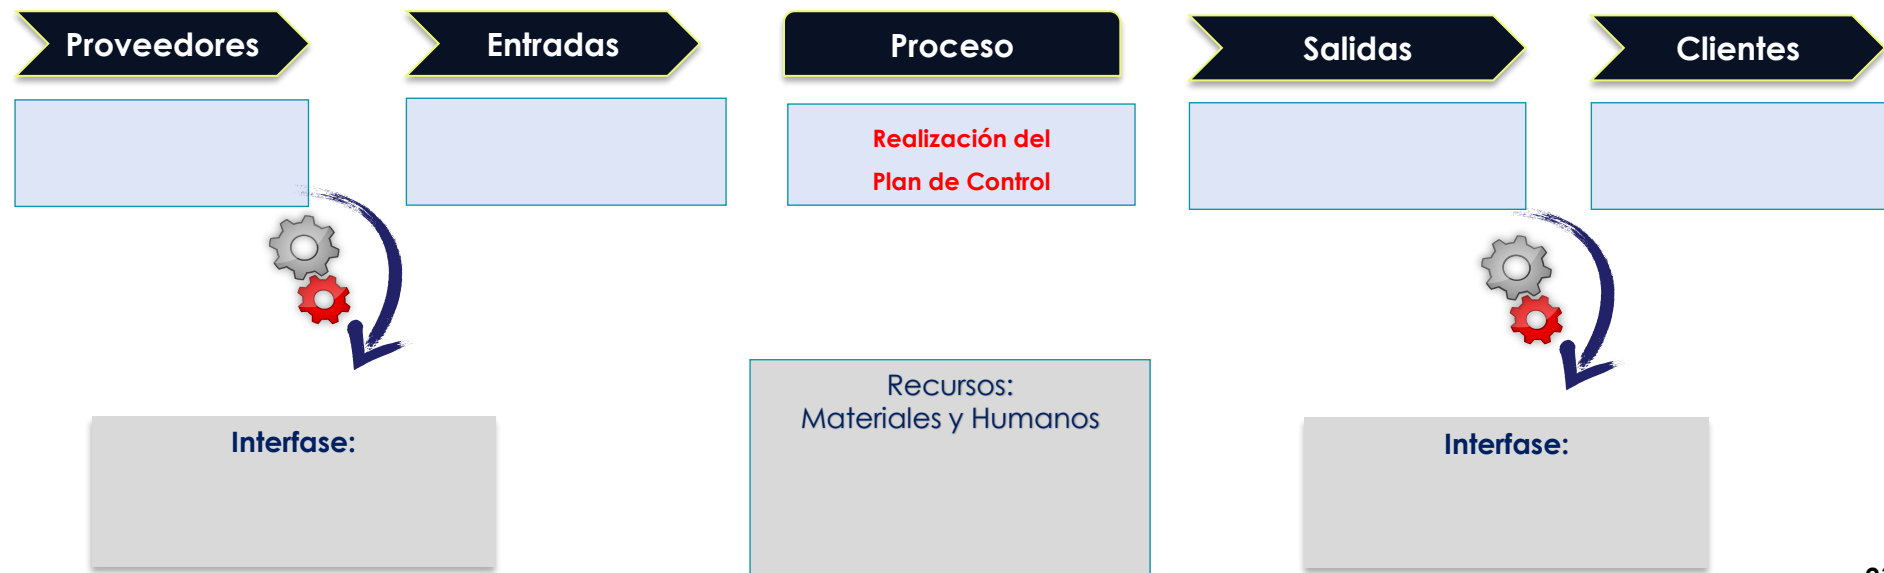 Proveedores
Entradas
Proceso
Salidas
Clientes
Realización del
Plan de Control
Recursos:
Materiales y Humanos
Interfase:
Interfase: